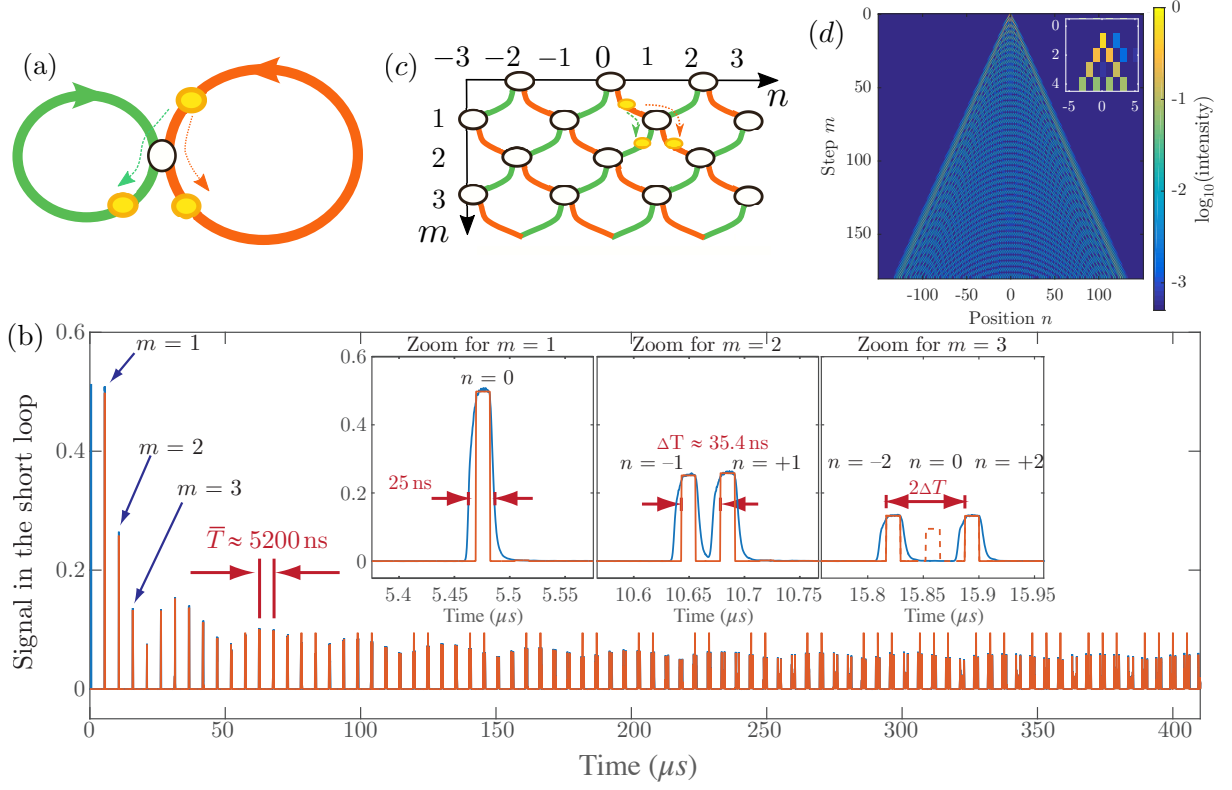 (a)
(c)
−3 −2 −1 0 1 2 3
n
1
2
3
m
(d)
0
50
100
150
Step m
-100 -50 0 50 100
Position n
0
2
4
-5 0 5
0
-1
-2
-3
log₁₀(intensity)
(b)
0.6
0.4
0.2
0
Signal in the short loop
m = 1
m = 2
m = 3
T̅ ≈ 5200 ns
Zoom for m = 1
n = 0
25 ns
0.6
0.4
0.2
0
5.4 5.45 5.5 5.55
Time (μs)
Zoom for m = 2
ΔT ≈ 35.4 ns
n = –1 n = +1
10.6 10.65 10.7 10.75
Time (μs)
Zoom for m = 3
n = –2 n = 0 n = +2
2ΔT
15.8 15.85 15.9 15.95
Time (μs)
0 50 100 150 200 250 300 350 400
Time (μs)